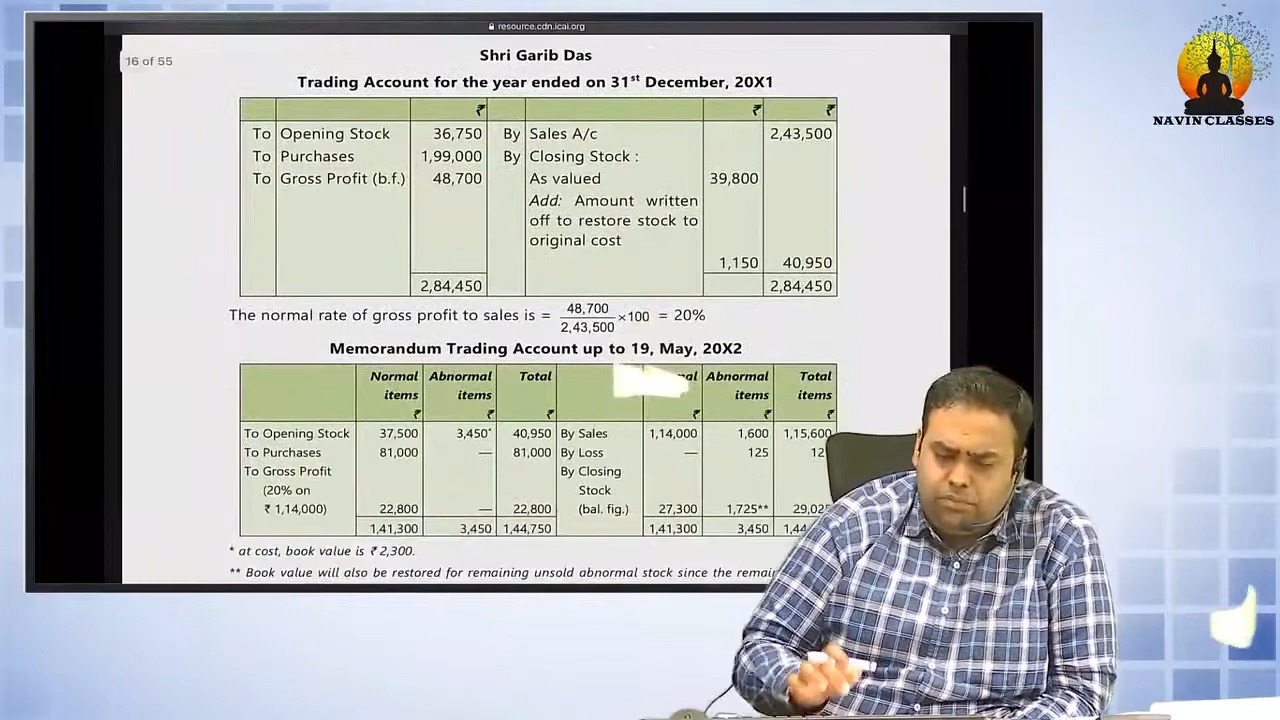 resource.cdn.icai.org
NAVIN CLASSES
16 of 55
Shri Garib Das
Trading Account for the year ended on 31st December, 20X1
₹ ₹ ₹
To Opening Stock 36,750 By Sales A/c 2,43,500
To Purchases 1,99,000 By Closing Stock :
To Gross Profit (b.f.) 48,700 As valued 39,800
Add: Amount written
off to restore stock to
original cost
1,150 40,950
2,84,450 2,84,450
The normal rate of gross profit to sales is = 48,700/2,43,500 ×100 = 20%
Memorandum Trading Account up to 19, May, 20X2
Normal Abnormal Total Abnormal Total
items items items items items
₹ ₹ ₹ ₹ ₹ ₹
To Opening Stock 37,500 3,450* 40,950 By Sales 1,14,000 1,600 1,15,600
To Purchases 81,000 — 81,000 By Loss — 125
To Gross Profit By Closing
(20% on Stock
₹ 1,14,000) 22,800 — 22,800 (bal. fig.) 27,300 1,725**
1,41,300 3,450 1,44,750 1,41,300 3,450
* at cost, book value is ₹ 2,300.
** Book value will also be restored for remaining unsold abnormal stock since the